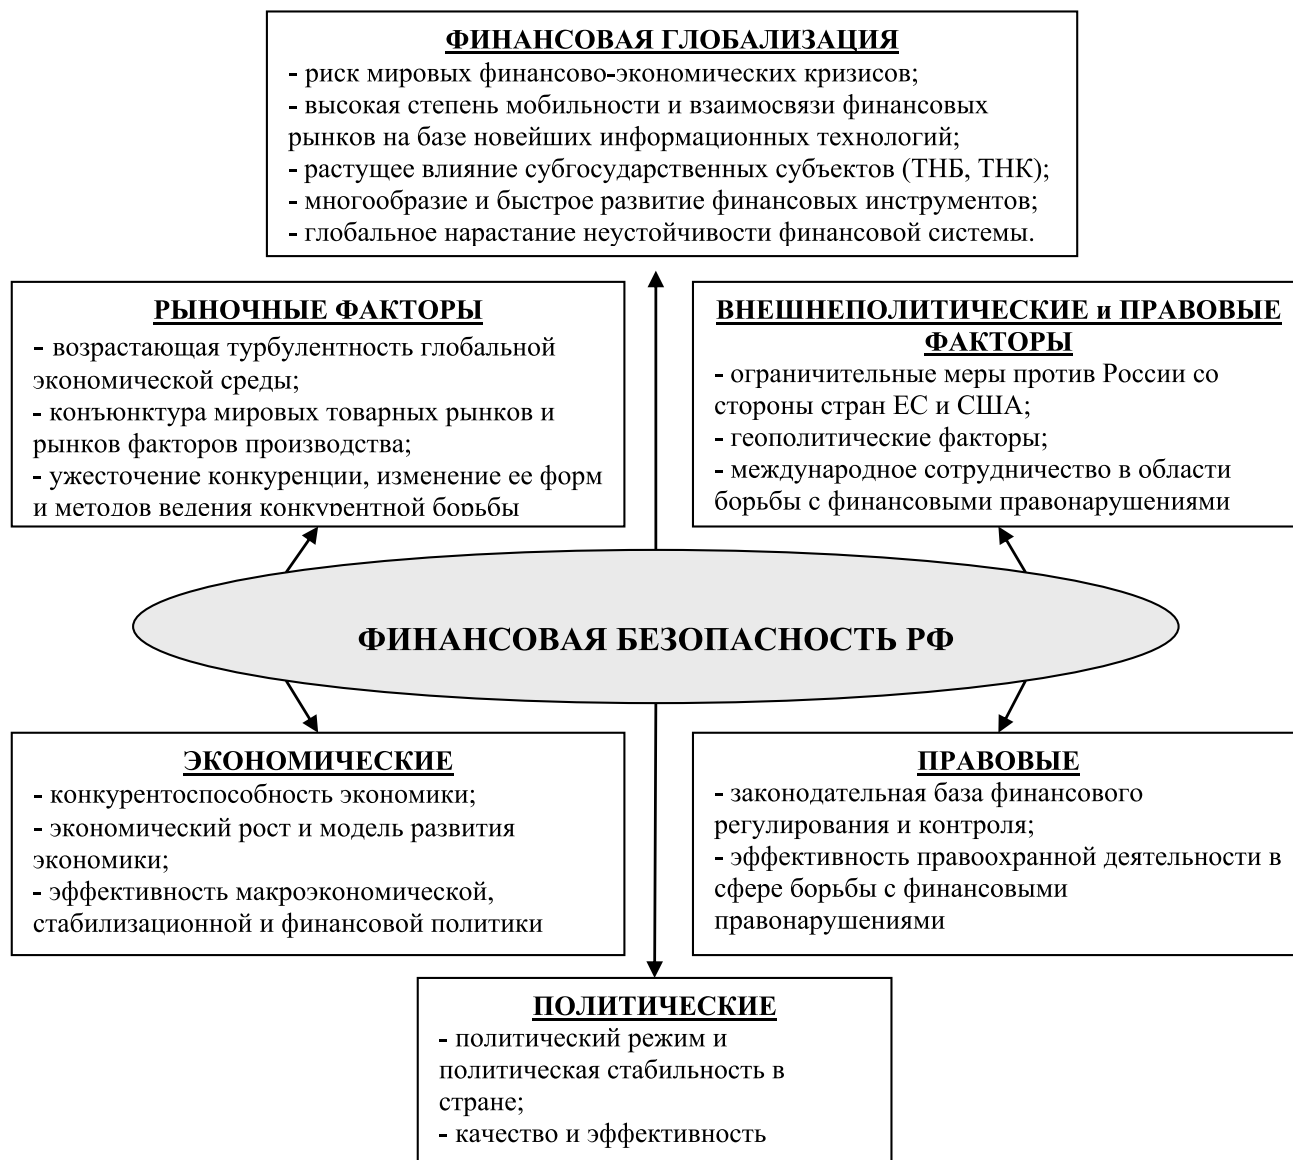 ФИНАНСОВАЯ ГЛОБАЛИЗАЦИЯ
- риск мировых финансово-экономических кризисов;
- высокая степень мобильности и взаимосвязи финансовых
рынков на базе новейших информационных технологий;
- растущее влияние субгосударственных субъектов (ТНБ, ТНК);
- многообразие и быстрое развитие финансовых инструментов;
- глобальное нарастание неустойчивости финансовой системы.
РЫНОЧНЫЕ ФАКТОРЫ
- возрастающая турбулентность глобальной
экономической среды;
- конъюнктура мировых товарных рынков и
рынков факторов производства;
- ужесточение конкуренции, изменение ее форм
и методов ведения конкурентной борьбы
ВНЕШНЕПОЛИТИЧЕСКИЕ и ПРАВОВЫЕ
ФАКТОРЫ
- ограничительные меры против России со
стороны стран ЕС и США;
- геополитические факторы;
- международное сотрудничество в области
борьбы с финансовыми правонарушениями
ФИНАНСОВАЯ БЕЗОПАСНОСТЬ РФ
ЭКОНОМИЧЕСКИЕ
- конкурентоспособность экономики;
- экономический рост и модель развития
экономики;
- эффективность макроэкономической,
стабилизационной и финансовой политики
ПРАВОВЫЕ
- законодательная база финансового
регулирования и контроля;
- эффективность правоохранной деятельности в
сфере борьбы с финансовыми
правонарушениями
ПОЛИТИЧЕСКИЕ
- политический режим и
политическая стабильность в
стране;
- качество и эффективность